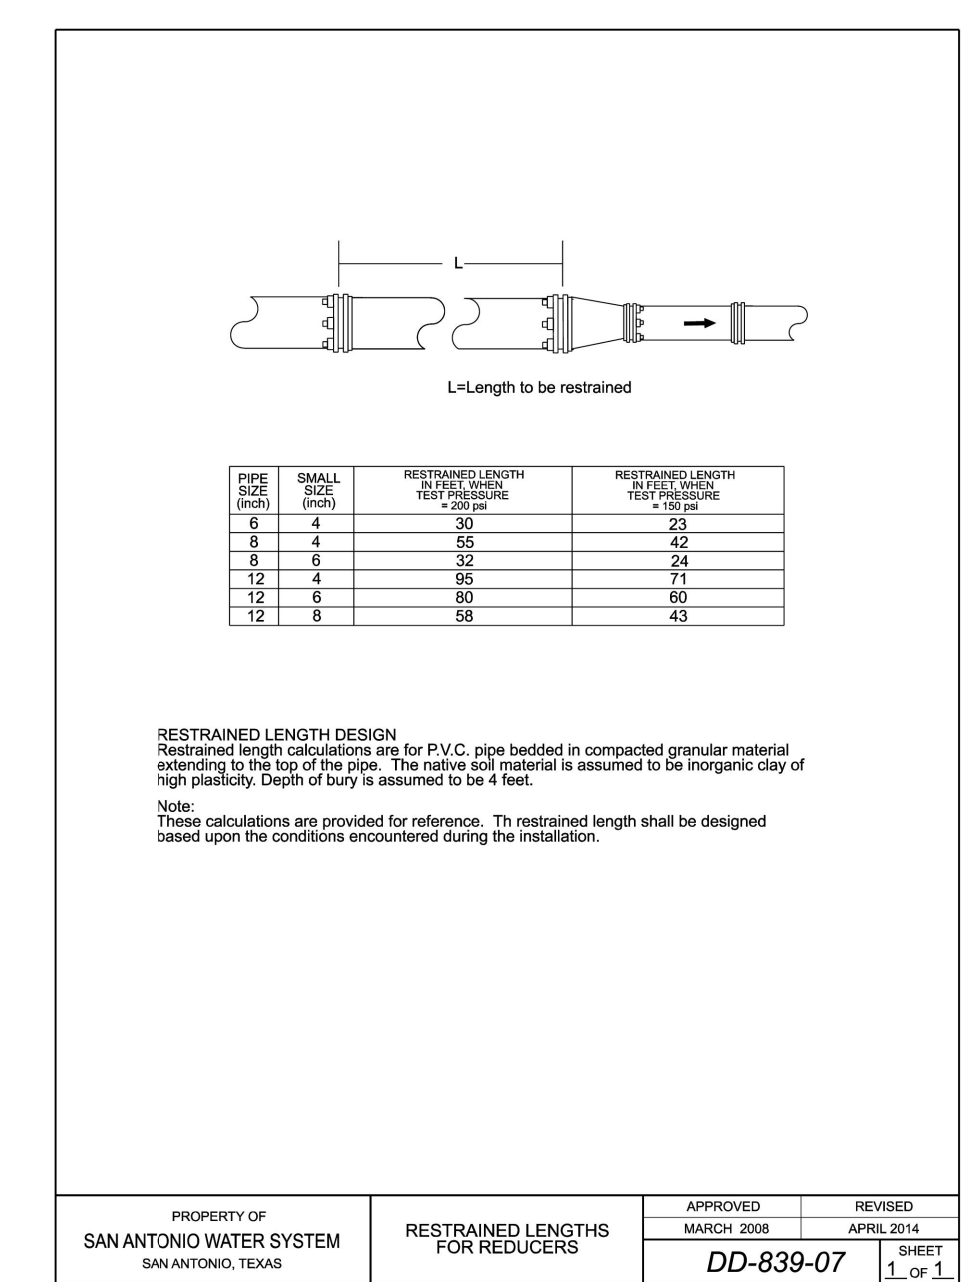 L
L=Length to be restrained
PIPE SIZE (inch) SMALL SIZE (inch) RESTRAINED LENGTH IN FEET, WHEN TEST PRESSURE = 200 psi RESTRAINED LENGTH IN FEET, WHEN TEST PRESSURE = 150 psi
6 4 30 23
8 4 55 42
8 6 32 24
12 4 95 71
12 6 80 60
12 8 58 43
RESTRAINED LENGTH DESIGN
Restrained length calculations are for P.V.C. pipe bedded in compacted granular material
extending to the top of the pipe. The native soil material is assumed to be inorganic clay of
high plasticity. Depth of bury is assumed to be 4 feet.
Note:
These calculations are provided for reference. Th restrained length shall be designed
based upon the conditions encountered during the installation.
PROPERTY OF
SAN ANTONIO WATER SYSTEM
SAN ANTONIO, TEXAS
RESTRAINED LENGTHS
FOR REDUCERS
APPROVED REVISED
MARCH 2008 APRIL 2014
DD-839-07
SHEET
1 OF 1